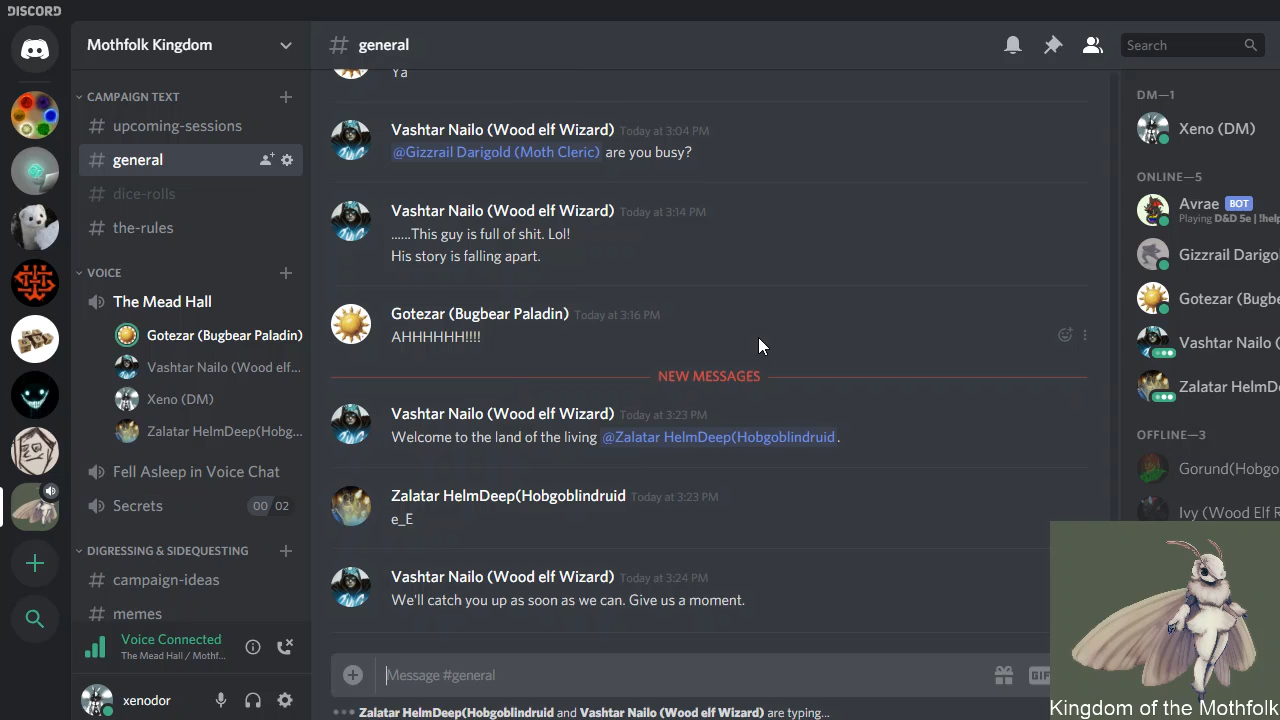 DISCORD
Mothfolk Kingdom
CAMPAIGN TEXT
upcoming-sessions
general
dice-rolls
the-rules
VOICE
The Mead Hall
Gotezar (Bugbear Paladin)
Vashtar Nailo (Wood elf...
Xeno (DM)
Zalatar HelmDeep(Hobg...
Fell Asleep in Voice Chat
Secrets 00 02
DIGRESSING & SIDEQUESTING
campaign-ideas
memes
Voice Connected
The Mead Hall / Mothf...
xenodor
# general
Search
Ya
Vashtar Nailo (Wood elf Wizard) Today at 3:04 PM
@Gizzrail Darigold (Moth Cleric) are you busy?
Vashtar Nailo (Wood elf Wizard) Today at 3:14 PM
......This guy is full of shit. Lol!
His story is falling apart.
Gotezar (Bugbear Paladin) Today at 3:16 PM
AHHHHHH!!!!
NEW MESSAGES
Vashtar Nailo (Wood elf Wizard) Today at 3:23 PM
Welcome to the land of the living @Zalatar HelmDeep(Hobgoblindruid.
Zalatar HelmDeep(Hobgoblindruid Today at 3:23 PM
e_E
Vashtar Nailo (Wood elf Wizard) Today at 3:24 PM
We'll catch you up as soon as we can. Give us a moment.
Message #general
GIF
Zalatar HelmDeep(Hobgoblindruid and Vashtar Nailo (Wood elf Wizard) are typing...
DM—1
Xeno (DM)
ONLINE—5
Avrae BOT
Playing D&D 5e | !help
Gizzrail Darigo
Gotezar (Bugbe
Vashtar Nailo (
Zalatar HelmD
OFFLINE—3
Gorund(Hobgo
Ivy (Wood Elf R
Kingdom of the Mothfolk